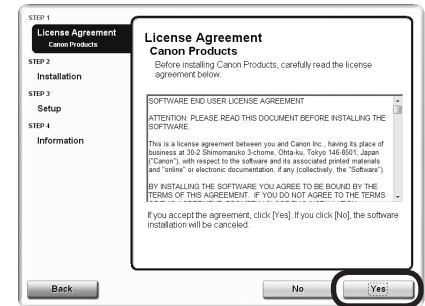 STEP 1
License Agreement
Canon Products
STEP 2
Installation
STEP 3
Setup
STEP 4
Information
License Agreement
Canon Products
Before installing Canon Products, carefully read the license
agreement below.
SOFTWARE END USER LICENSE AGREEMENT
ATTENTION: PLEASE READ THIS DOCUMENT BEFORE INSTALLING THE
SOFTWARE.
This is a license agreement between you and Canon Inc., having its place of
business at 30-2 Shimomaruko 3-chome, Ohta-ku, Tokyo 146-8501, Japan
("Canon"), with respect to the software and its associated printed materials
and "online" or electronic documentation, if any (collectively, the "Software").
BY INSTALLING THE SOFTWARE YOU AGREE TO BE BOUND BY THE
TERMS OF THIS AGREEMENT. IF YOU DO NOT AGREE TO THE TERMS
If you accept the agreement, click [Yes]. If you click [No], the software
installation will be canceled.
Back
No
Yes